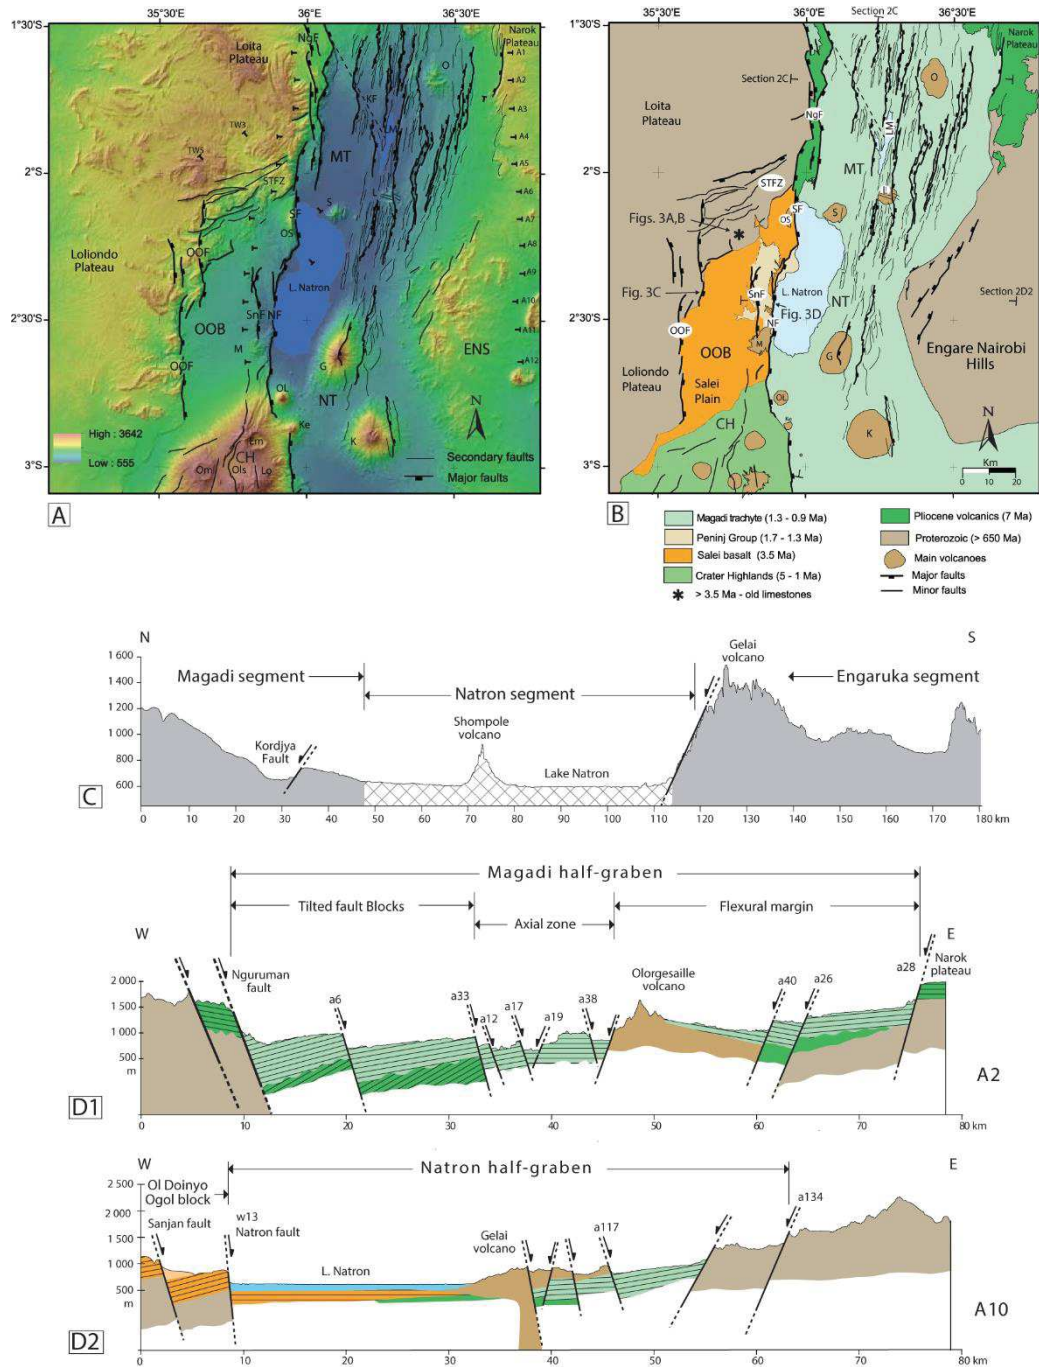 35°30'S
36°E
36°30'S
1°30'S
2°S
2°30'S
3°S
Loita
Plateau
NgF
Narok
Plateau
A1
A2
A3
A4
A5
A6
A7
A8
A9
A10
A11
A12
O
KF
LM
TW3
TW5
MT
STFZ
L
S
SF
OS
Loliondo
Plateau
OOF
L. Natron
SnF
NF
OOB
M
ENS
OOF
G
OL
NT
Ke
K
Em
CH
Om
Ols
Lo
N
High : 3642
Low : 555
Secondary faults
Major faults
A
35°30'S
36°E
36°30'S
1°30'S
2°S
2°30'S
3°S
Section 2C
Narok
Plateau
Section 2C
O
Loita
Plateau
NgF
LM
MT
STFZ
L
Figs. 3A,B
SF
OS
S
*
Fig. 3C
SnF
L. Natron
NT
Section 2D2
NF
Fig. 3D
OOF
OOB
M
G
Engare Nairobi
Hills
Loliondo
Plateau
Salei
Plain
OL
CH
K
N
Km
0 10 20
B
Magadi trachyte (1.3 - 0.9 Ma)
Peninj Group (1.7 - 1.3 Ma)
Salei basalt (3.5 Ma)
Crater Highlands (5 - 1 Ma)
* > 3.5 Ma - old limestones
Pliocene volcanics (7 Ma)
Proterozoic (> 650 Ma)
Main volcanoes
Major faults
Minor faults
N
S
1 600
1 400
1 200
1 000
800
600
Magadi segment
Natron segment
Gelai
volcano
Engaruka segment
Shompole
volcano
Kordjya
Fault
Lake Natron
C
0 10 20 30 40 50 60 70 80 90 100 110 120 130 140 150 160 170 180 km
Magadi half-graben
Tilted fault Blocks
Axial zone
Flexural margin
W
E
2 000
1 500
1 000
500
m
Nguruman
fault
a6
a33
a12
a17
a19
a38
Olorgesaille
volcano
a40
a26
a28
Narok
plateau
A2
D1
0 10 20 30 40 50 60 70 80 km
W
E
Natron half-graben
2 500
2 000
1 500
1 000
500
m
Ol Doinyo
Ogol block
Sanjan fault
w13
Natron fault
L. Natron
Gelai
volcano
a117
a134
A10
D2
0 10 20 30 40 50 60 70 80 km